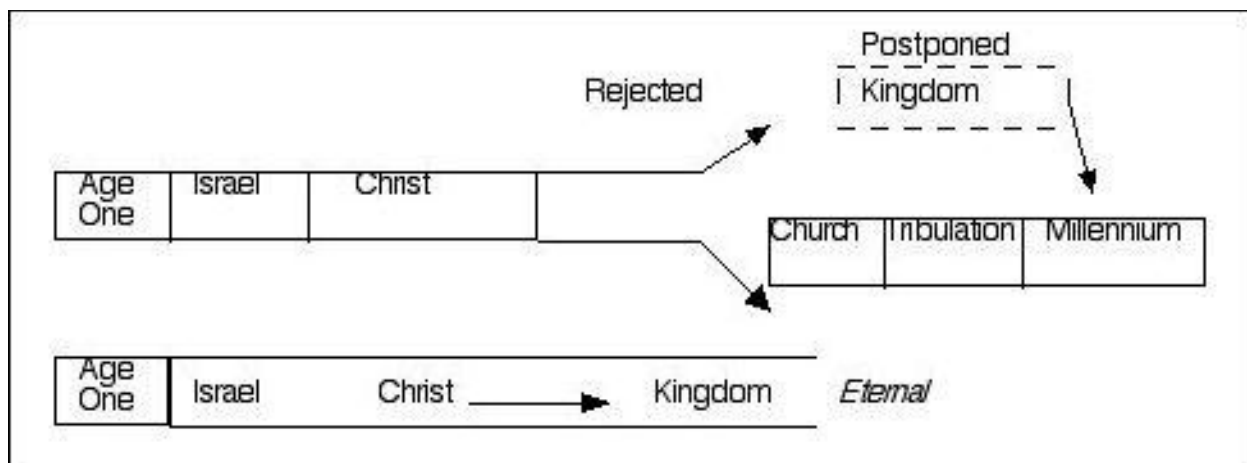 Postponed
Rejected
Kingdom
Age
One
Israel
Christ
Church
Tribulation
Millennium
Age
One
Israel
Christ
Kingdom
Eternal